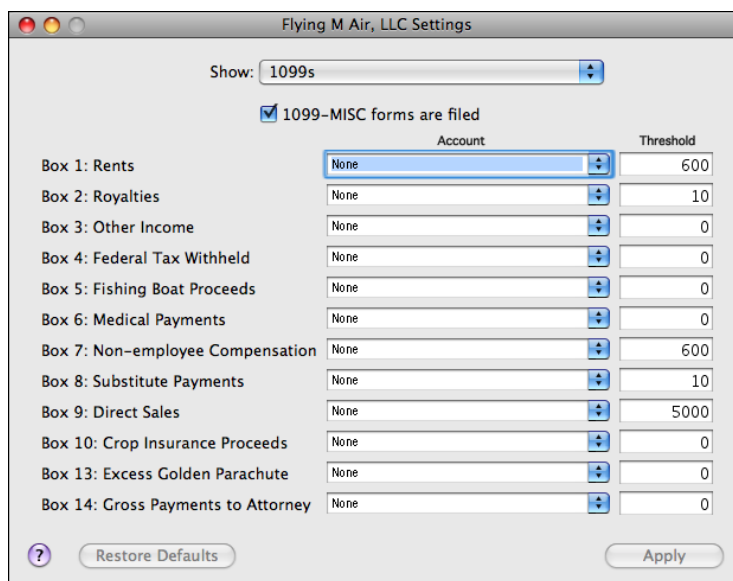 Flying M Air, LLC Settings
Show: 1099s
1099-MISC forms are filed
Account Threshold
Box 1: Rents None 600
Box 2: Royalties None 10
Box 3: Other Income None 0
Box 4: Federal Tax Withheld None 0
Box 5: Fishing Boat Proceeds None 0
Box 6: Medical Payments None 0
Box 7: Non-employee Compensation None 600
Box 8: Substitute Payments None 10
Box 9: Direct Sales None 5000
Box 10: Crop Insurance Proceeds None 0
Box 13: Excess Golden Parachute None 0
Box 14: Gross Payments to Attorney None 0
? Restore Defaults Apply